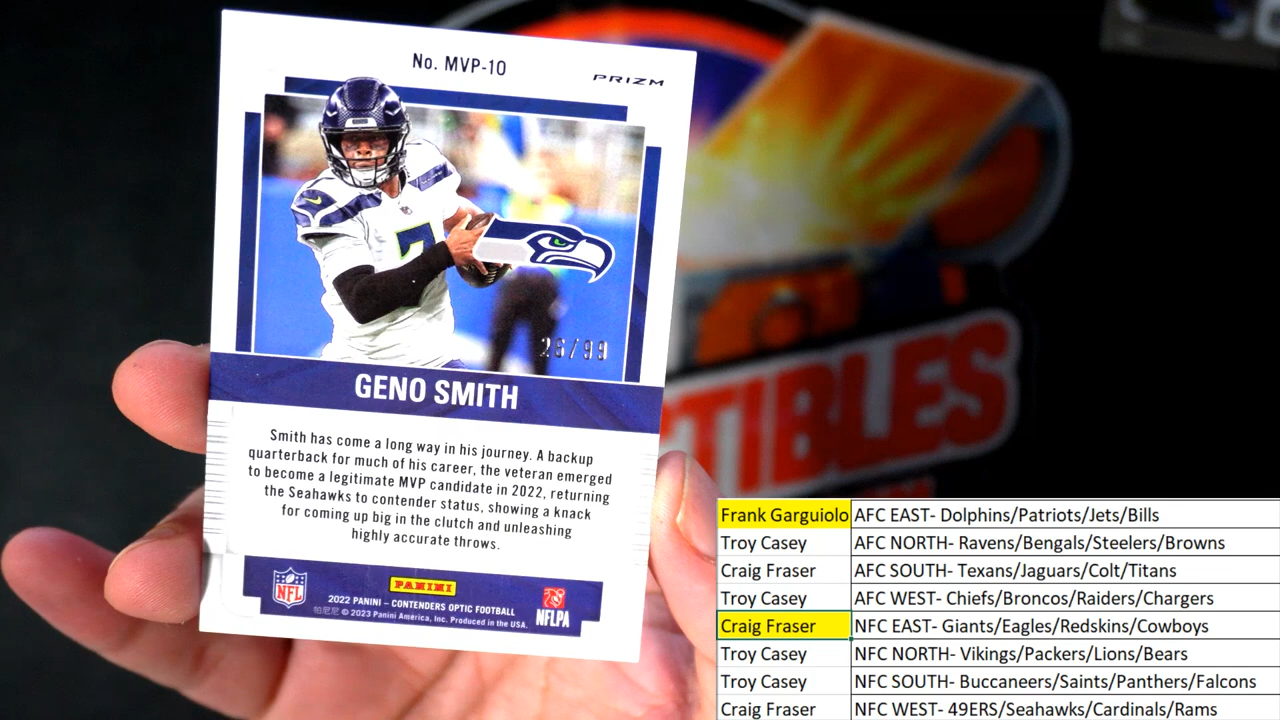 No. MVP-10
PRIZM
7
26/99
GENO SMITH
Smith has come a long way in his journey. A backup
quarterback for much of his career, the veteran emerged
to become a legitimate MVP candidate in 2022, returning
the Seahawks to contender status, showing a knack
for coming up big in the clutch and unleashing
highly accurate throws.
NFL
PANINI
2022 PANINI – CONTENDERS OPTIC FOOTBALL
帕尼尼 © 2023 Panini America, Inc. Produced in the USA.
NFLPA
TIBLES
Frank Garguiolo AFC EAST- Dolphins/Patriots/Jets/Bills
Troy Casey AFC NORTH- Ravens/Bengals/Steelers/Browns
Craig Fraser AFC SOUTH- Texans/Jaguars/Colt/Titans
Troy Casey AFC WEST- Chiefs/Broncos/Raiders/Chargers
Craig Fraser NFC EAST- Giants/Eagles/Redskins/Cowboys
Troy Casey NFC NORTH- Vikings/Packers/Lions/Bears
Troy Casey NFC SOUTH- Buccaneers/Saints/Panthers/Falcons
Craig Fraser NFC WEST- 49ERS/Seahawks/Cardinals/Rams